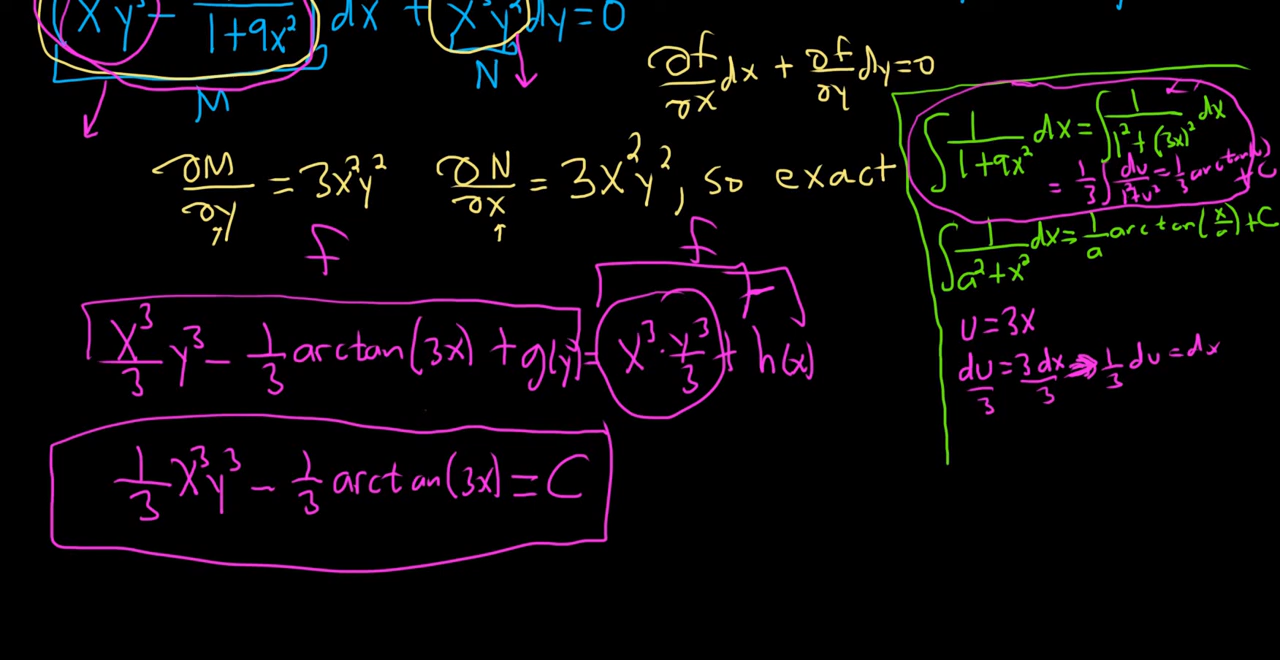 (xy³ − 1/(1+9x²)) dx + x³y² dy = 0
M
N
∂f/∂x dx + ∂f/∂y dy = 0
∂M/∂y = 3x²y² ∂N/∂x = 3x²y², so exact
f
f
x³/3 y³ − 1/3 arctan(3x) + g(y) = x³ · y³/3 + h(x)
1/3 x³y³ − 1/3 arctan(3x) = C
∫ 1/(1+9x²) dx = ∫ 1/(1² + (3x)²) dx
= 1/3 ∫ du/(1²+u²) = 1/3 arctan(u) + C
∫ 1/(a²+x²) dx = 1/a arctan(x/a) + C
u = 3x
du/3 = 3dx/3 ⇒ 1/3 du = dx